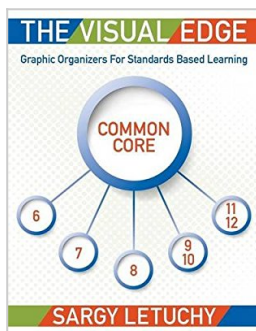 THE VISUAL EDGE
Graphic Organizers For Standards Based Learning
COMMON
CORE
6
7
8
9
10
11
12
SARGY LETUCHY